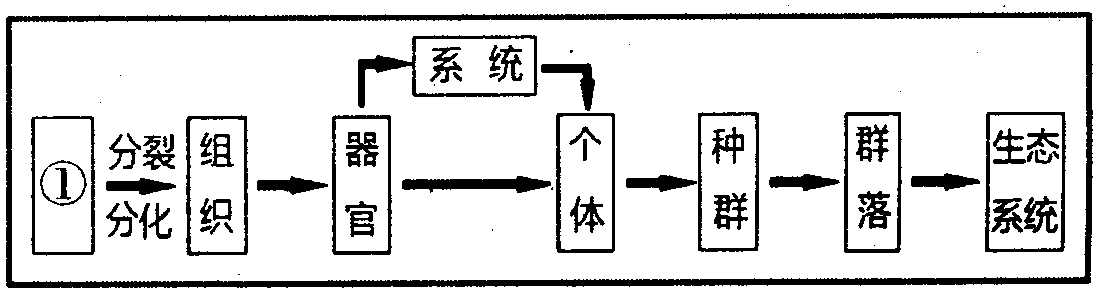 ①
分裂
分化
组织
器官
系统
个体
种群
群落
生态
系统